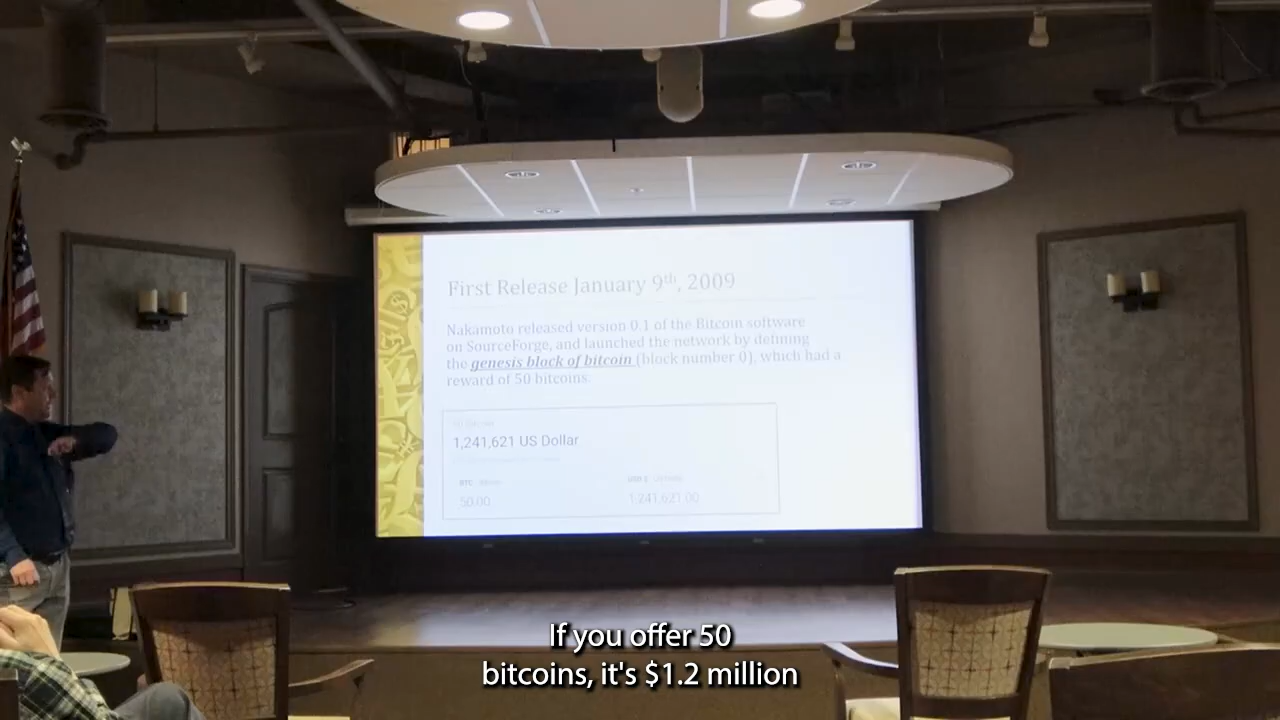 First Release January 9th, 2009
Nakamoto released version 0.1 of the Bitcoin software
on SourceForge, and launched the network by defining
the genesis block of bitcoin (block number 0), which had a
reward of 50 bitcoins.
1,241,621 US Dollar
BTC
50.00
1,241,621.00
If you offer 50
bitcoins, it's $1.2 million